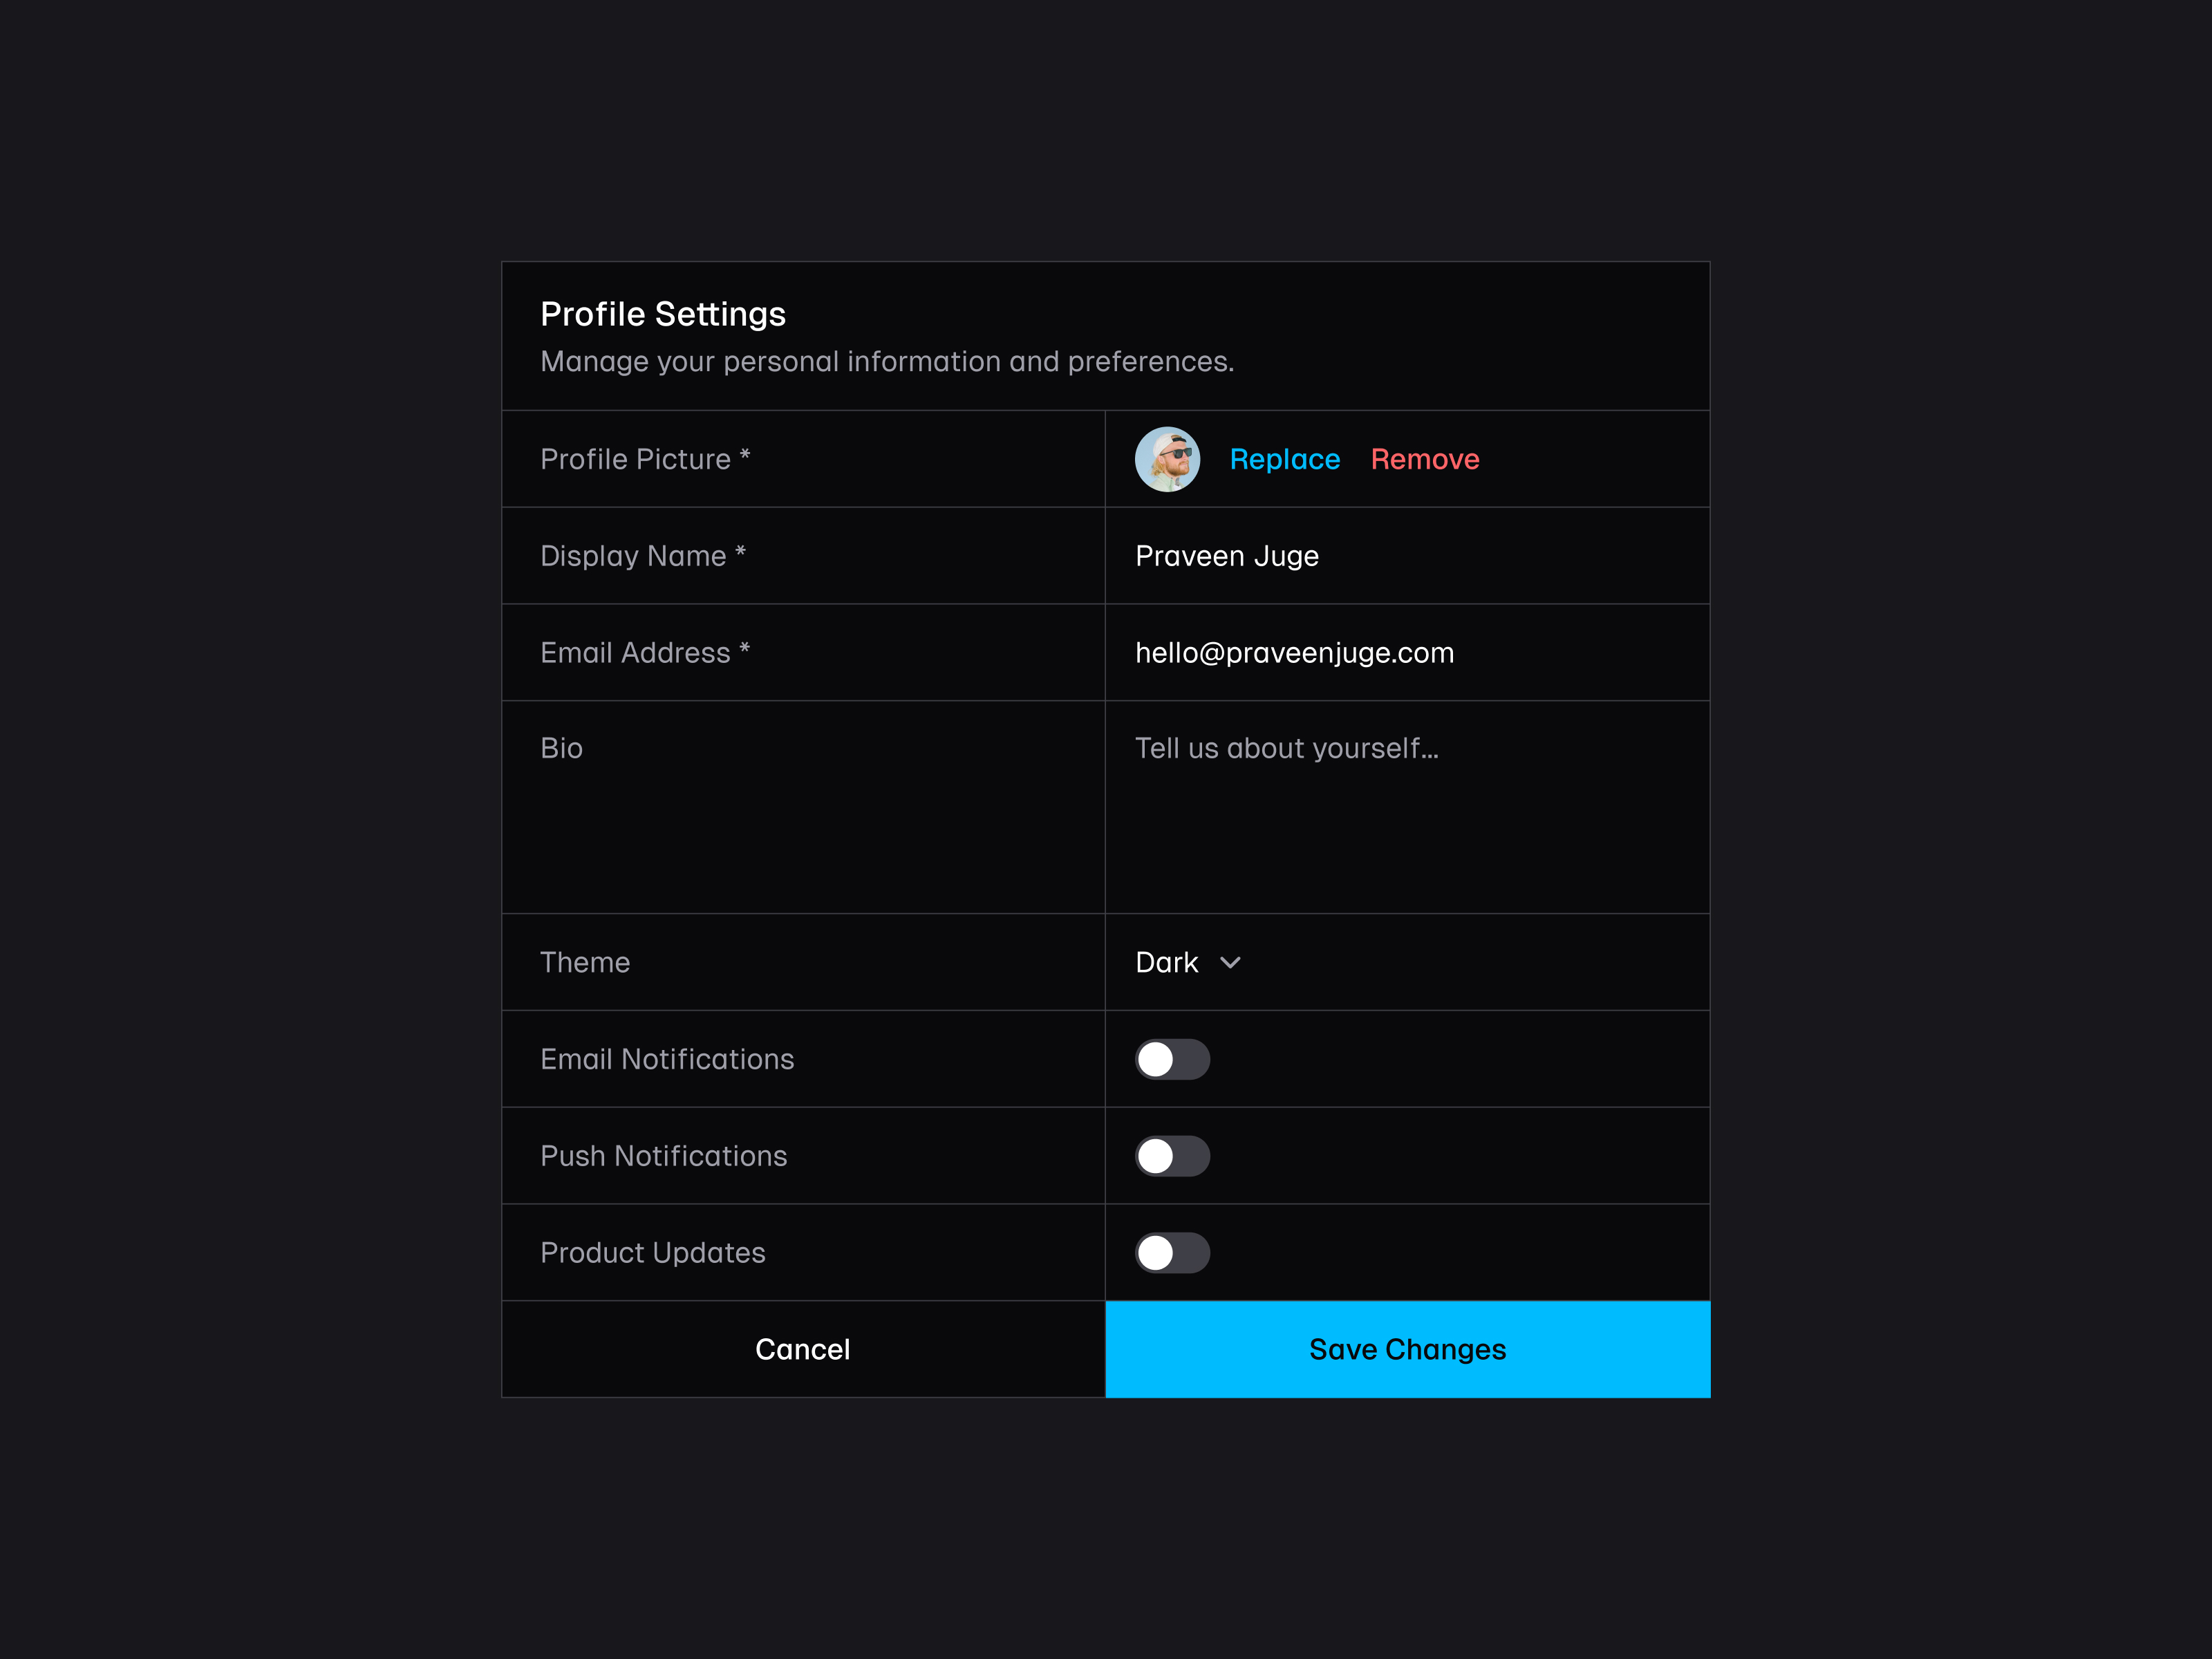 Profile Settings
Manage your personal information and preferences.
Profile Picture *
Replace Remove
Display Name *
Praveen Juge
Email Address *
hello@praveenjuge.com
Bio
Tell us about yourself...
Theme
Dark
Email Notifications
Push Notifications
Product Updates
Cancel
Save Changes